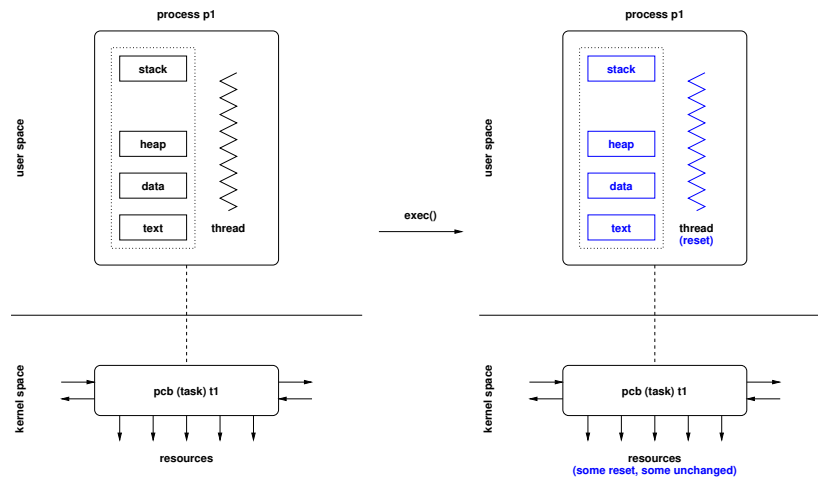 process p1
stack
heap
data
text
thread
user space
pcb (task) t1
kernel space
resources
exec()
process p1
stack
heap
data
text
thread
(reset)
user space
pcb (task) t1
kernel space
resources
(some reset, some unchanged)